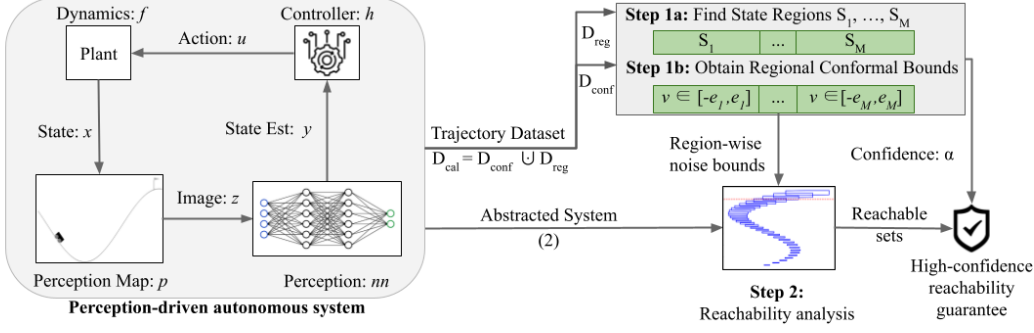 Dynamics: f
Controller: h
Plant
Action: u
State: x
State Est: y
Image: z
Perception Map: p
Perception: nn
Perception-driven autonomous system
Trajectory Dataset
D_cal = D_conf ⊍ D_reg
D_reg
D_conf
Abstracted System
(2)
Step 1a: Find State Regions S_1, …, S_M
S_1 ... S_M
Step 1b: Obtain Regional Conformal Bounds
v ∈ [-e_1,e_1] ... v∈[-e_M,e_M]
Region-wise
noise bounds
Confidence: α
Reachable
sets
Step 2:
Reachability analysis
High-confidence
reachability
guarantee